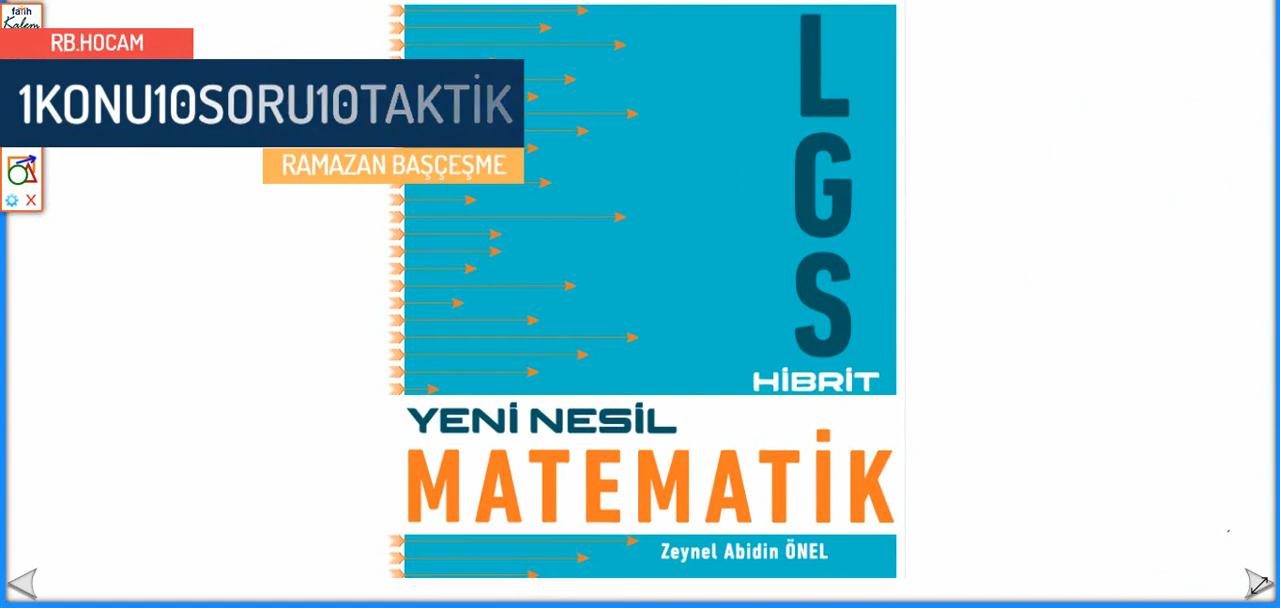 fatih
Kalem
RB.HOCAM
1KONU10SORU10TAKTİK
RAMAZAN BAŞÇEŞME
LGS
HİBRİT
YENİ NESİL
MATEMATİK
Zeynel Abidin ÖNEL